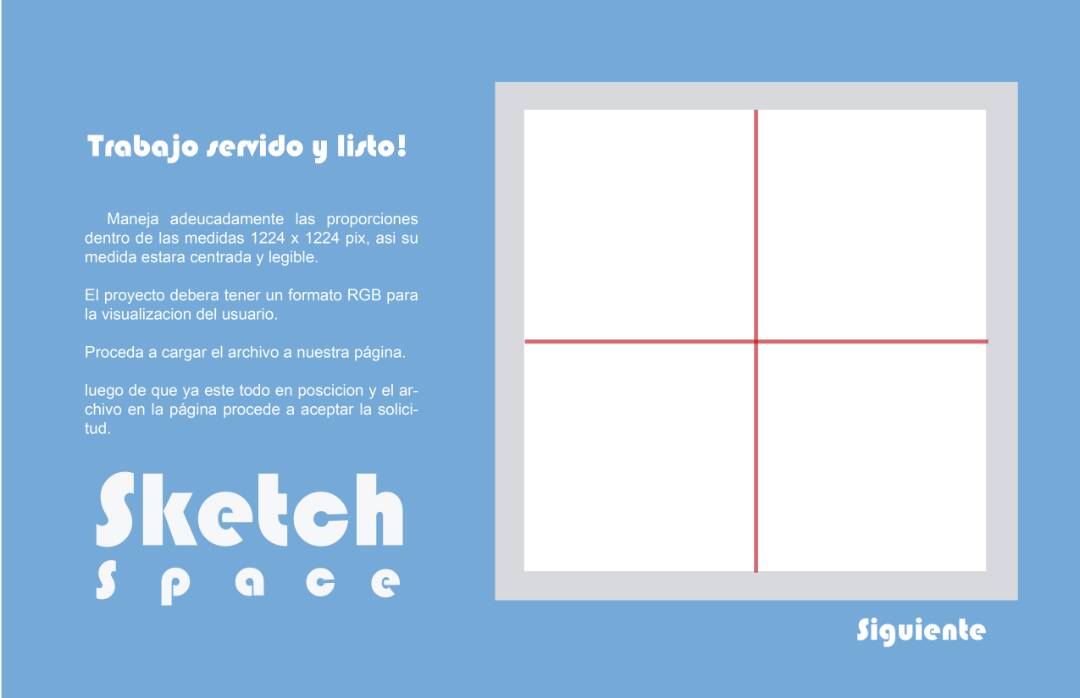 Trabajo servido y listo!
Maneja adeucadamente las proporciones
dentro de las medidas 1224 x 1224 pix, asi su
medida estara centrada y legible.
El proyecto debera tener un formato RGB para
la visualizacion del usuario.
Proceda a cargar el archivo a nuestra página.
luego de que ya este todo en poscicion y el ar-
chivo en la página procede a aceptar la solici-
tud.
Sketch
Space
Siguiente